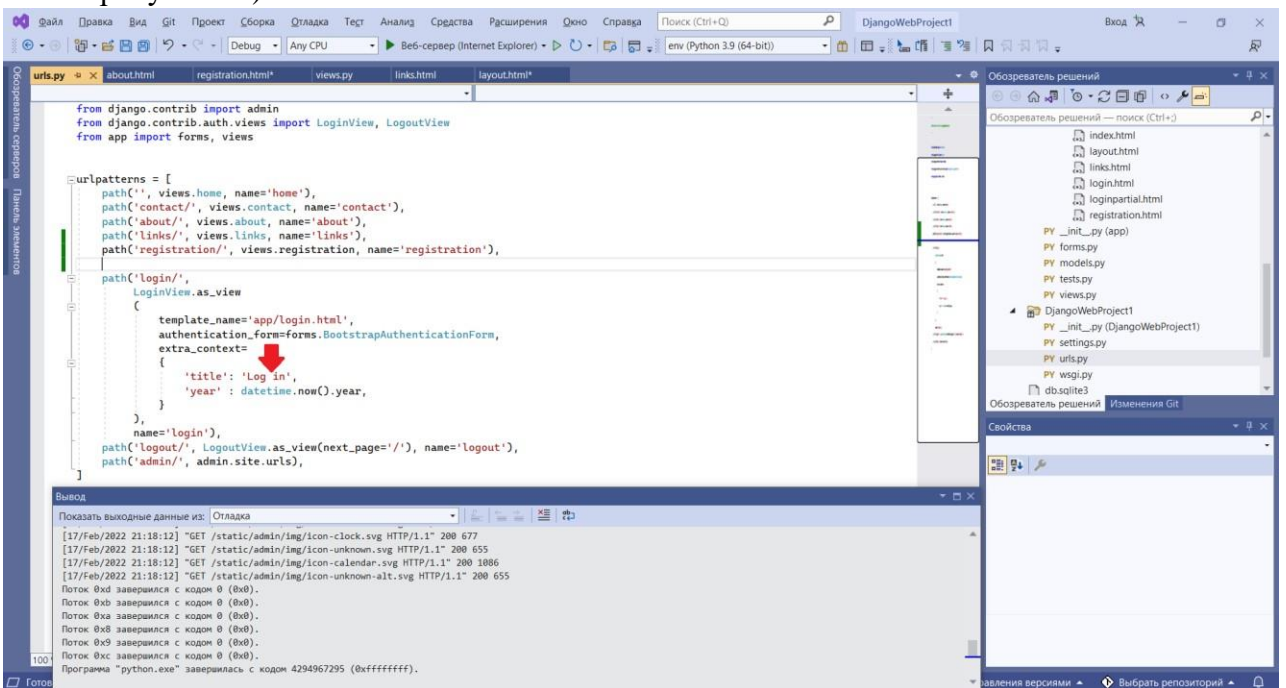 Файл Правка Вид Git Проект Сборка Отладка Тест Анализ Средства Расширения Окно Справка Поиск (Ctrl+Q) DjangoWebProject1 Вход
Debug Any CPU Веб-сервер (Internet Explorer) env (Python 3.9 (64-bit))
Обозреватель серверов
Панель элементов
urls.py about.html registration.html* views.py links.html layout.html*
from django.contrib import admin
from django.contrib.auth.views import LoginView, LogoutView
from app import forms, views
urlpatterns = [
path('', views.home, name='home'),
path('contact/', views.contact, name='contact'),
path('about/', views.about, name='about'),
path('links/', views.links, name='links'),
path('registration/', views.registration, name='registration'),
path('login/',
LoginView.as_view
(
template_name='app/login.html',
authentication_form=forms.BootstrapAuthenticationForm,
extra_context=
{
'title': 'Log in',
'year' : datetime.now().year,
}
),
name='login'),
path('logout/', LogoutView.as_view(next_page='/'), name='logout'),
path('admin/', admin.site.urls),
]
100
Вывод
Показать выходные данные из: Отладка
[17/Feb/2022 21:18:12] "GET /static/admin/img/icon-clock.svg HTTP/1.1" 200 677
[17/Feb/2022 21:18:12] "GET /static/admin/img/icon-unknown.svg HTTP/1.1" 200 655
[17/Feb/2022 21:18:12] "GET /static/admin/img/icon-calendar.svg HTTP/1.1" 200 1086
[17/Feb/2022 21:18:12] "GET /static/admin/img/icon-unknown-alt.svg HTTP/1.1" 200 655
Поток 0xd завершился с кодом 0 (0x0).
Поток 0xb завершился с кодом 0 (0x0).
Поток 0xa завершился с кодом 0 (0x0).
Поток 0x8 завершился с кодом 0 (0x0).
Поток 0x9 завершился с кодом 0 (0x0).
Поток 0xc завершился с кодом 0 (0x0).
Программа "python.exe" завершилась с кодом 4294967295 (0xffffffff).
Обозреватель решений
Обозреватель решений — поиск (Ctrl+;)
index.html
layout.html
links.html
login.html
loginpartial.html
registration.html
PY __init__.py (app)
PY forms.py
PY models.py
PY tests.py
PY views.py
DjangoWebProject1
PY __init__.py (DjangoWebProject1)
PY settings.py
PY urls.py
PY wsgi.py
db.sqlite3
Обозреватель решений Изменения Git
Свойства
Выбрать репозиторий